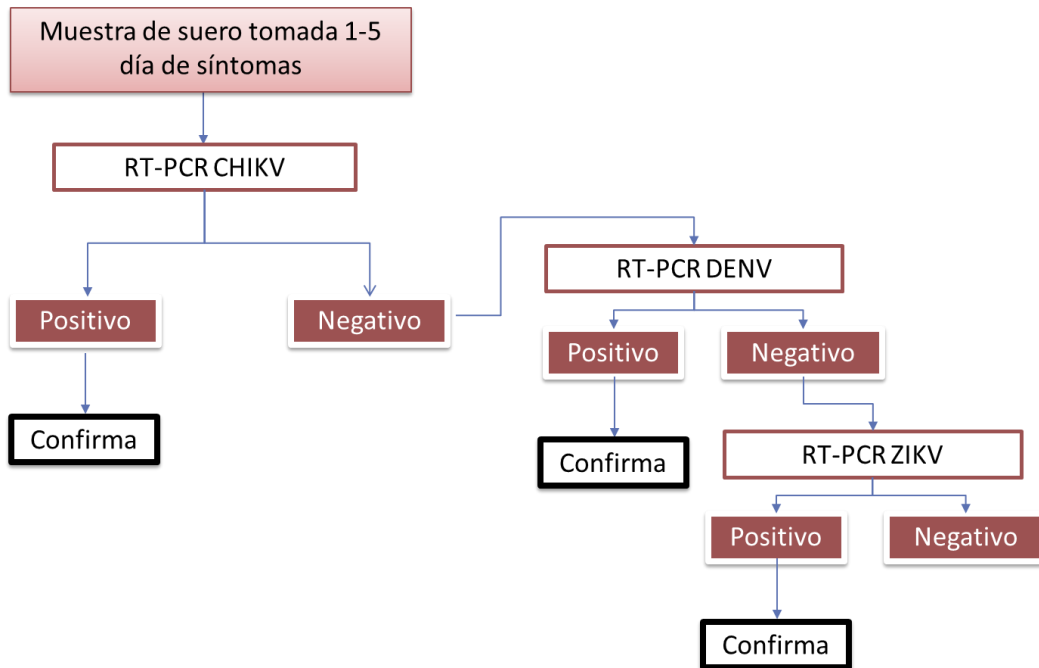 Muestra de suero tomada 1-5
día de síntomas
RT-PCR CHIKV
Positivo
Negativo
Confirma
RT-PCR DENV
Positivo
Negativo
Confirma
RT-PCR ZIKV
Positivo
Negativo
Confirma